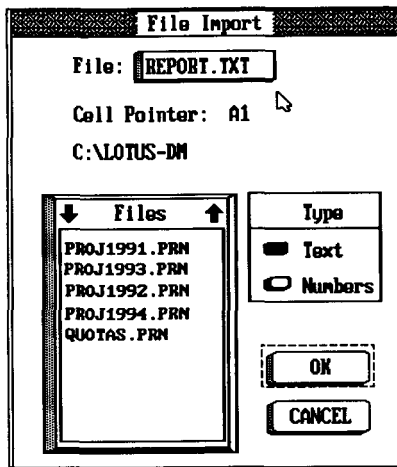 File Import
File: REPORT.TXT
Cell Pointer: A1
C:\LOTUS-DM
Files
PROJ1991.PRN
PROJ1993.PRN
PROJ1992.PRN
PROJ1994.PRN
QUOTAS.PRN
Type
Text
Numbers
OK
CANCEL